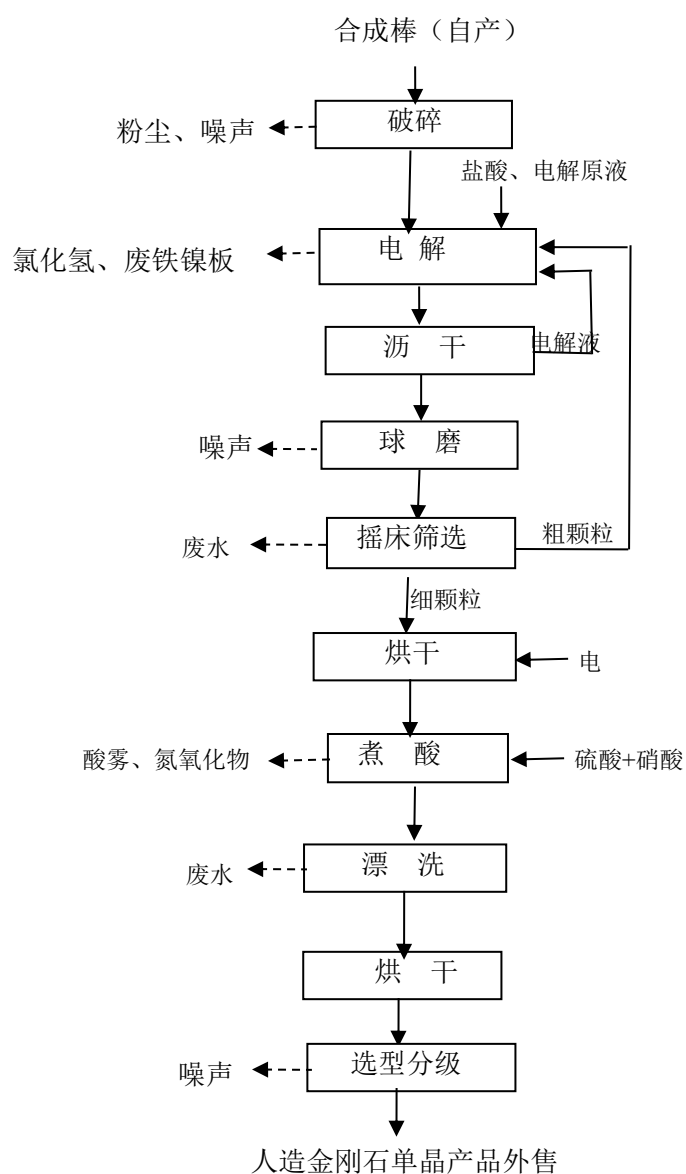 合成棒（自产）
破碎
粉尘、噪声
盐酸、电解原液
电 解
氯化氢、废铁镍板
沥 干
电解液
球 磨
噪声
摇床筛选
粗颗粒
废水
细颗粒
烘干
电
煮 酸
酸雾、氮氧化物
硫酸+硝酸
漂 洗
废水
烘 干
选型分级
噪声
人造金刚石单晶产品外售